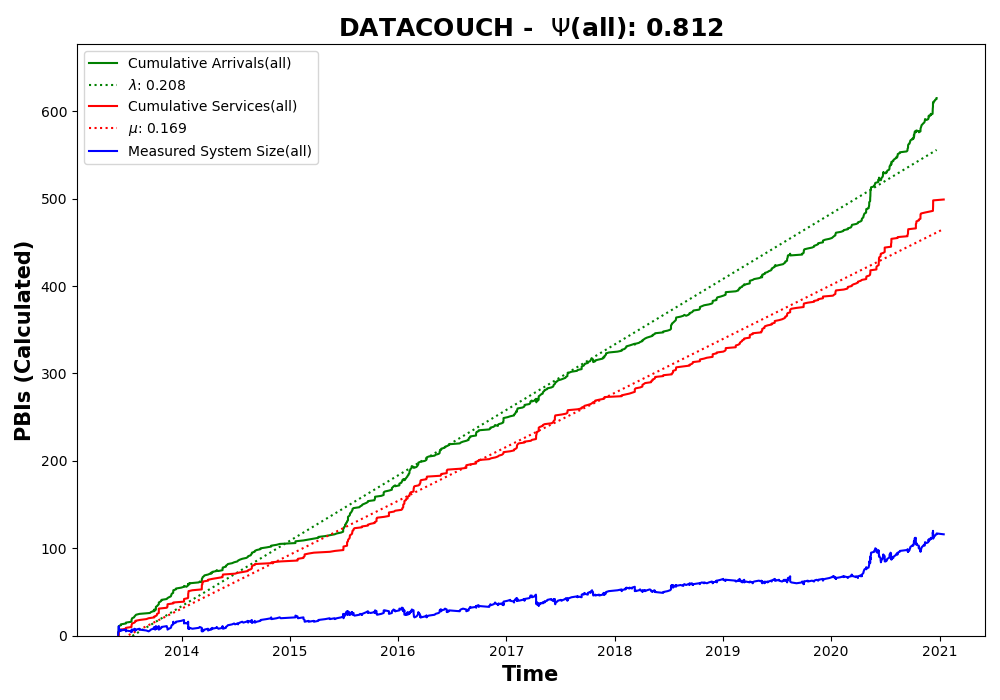 DATACOUCH - Ψ(all): 0.812
Cumulative Arrivals(all)
λ: 0.208
Cumulative Services(all)
μ: 0.169
Measured System Size(all)
PBIs (Calculated)
600
500
400
300
200
100
0
2014 2015 2016 2017 2018 2019 2020 2021
Time